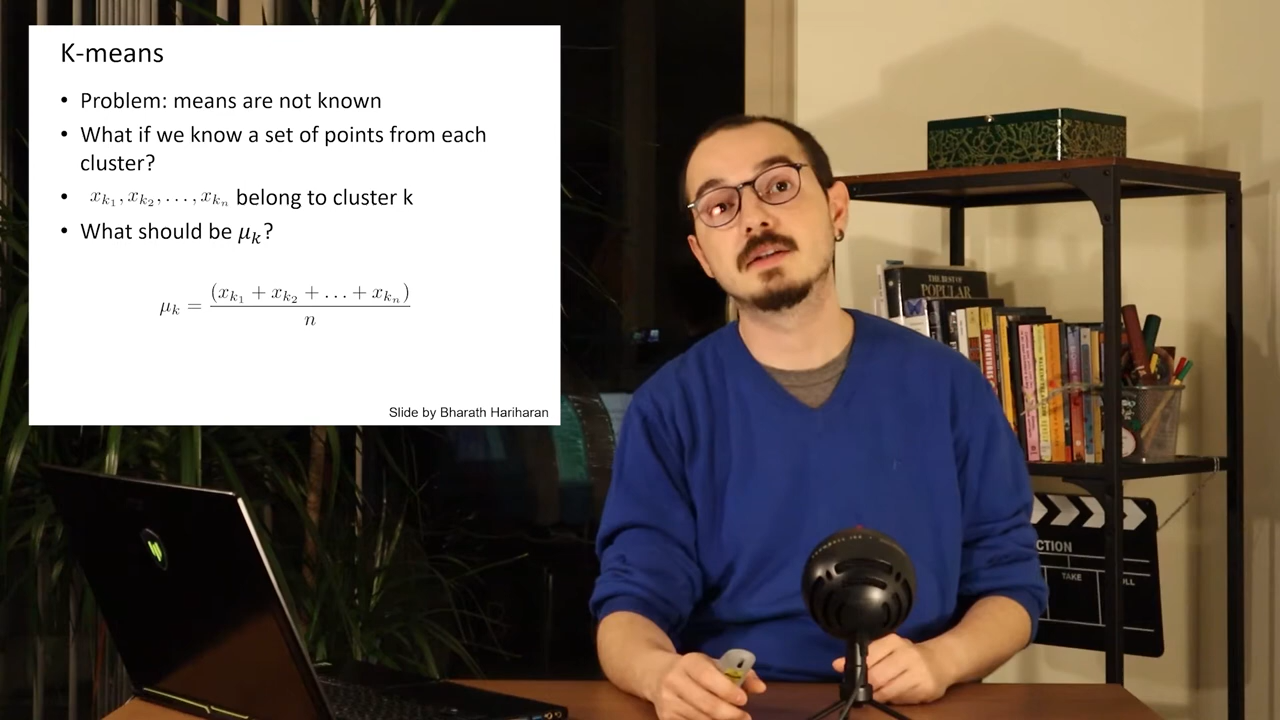 K-means
• Problem: means are not known
• What if we know a set of points from each
cluster?
• x_{k_1}, x_{k_2}, ..., x_{k_n} belong to cluster k
• What should be μ_k?
μ_k = (x_{k_1} + x_{k_2} + ... + x_{k_n}) / n
Slide by Bharath Hariharan
THE BEST OF
POPULAR
ADVENTURES
CTION
TAKE